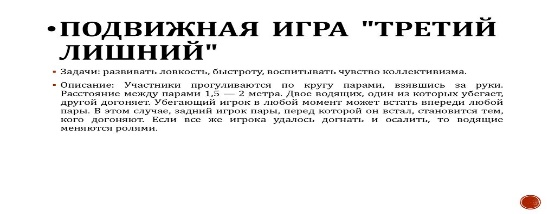 •ПОДВИЖНАЯ ИГРА "ТРЕТИЙ
ЛИШНИЙ"
▪ Задачи: развивать ловкость, быстроту, воспитывать чувство коллективизма.
▪ Описание: Участники прогуливаются по кругу парами, взявшись за руки.
Расстояние между парами 1,5 — 2 метра. Двое водящих, один из которых убегает,
другой догоняет. Убегающий игрок в любой момент может встать впереди любой
пары. В этом случае, задний игрок пары, перед которой он встал, становится тем,
кого догоняют. Если все же игрока удалось догнать и осалить, то водящие
меняются ролями.